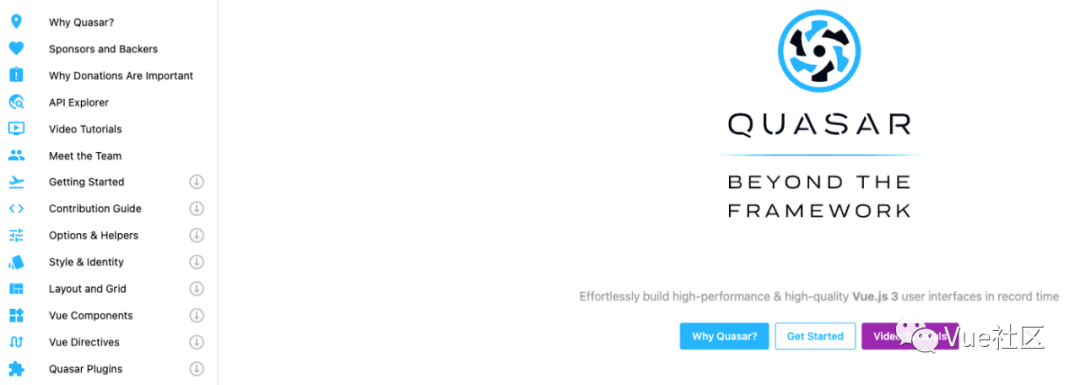 Why Quasar?
Sponsors and Backers
Why Donations Are Important
API Explorer
Video Tutorials
Meet the Team
Getting Started
Contribution Guide
Options & Helpers
Style & Identity
Layout and Grid
Vue Components
Vue Directives
Quasar Plugins
QUASAR
BEYOND THE
FRAMEWORK
Effortlessly build high-performance & high-quality Vue.js 3 user interfaces in record time
Why Quasar?
Get Started
Video
Vue社区